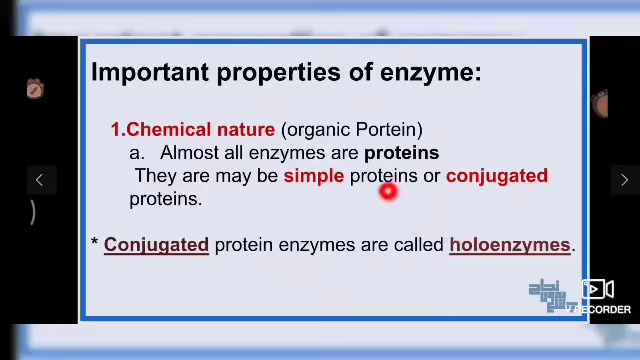 Important properties of enzyme:
1.Chemical nature (organic Portein)
a. Almost all enzymes are proteins
They are may be simple proteins or conjugated
proteins.
* Conjugated protein enzymes are called holoenzymes.
V RECORDER